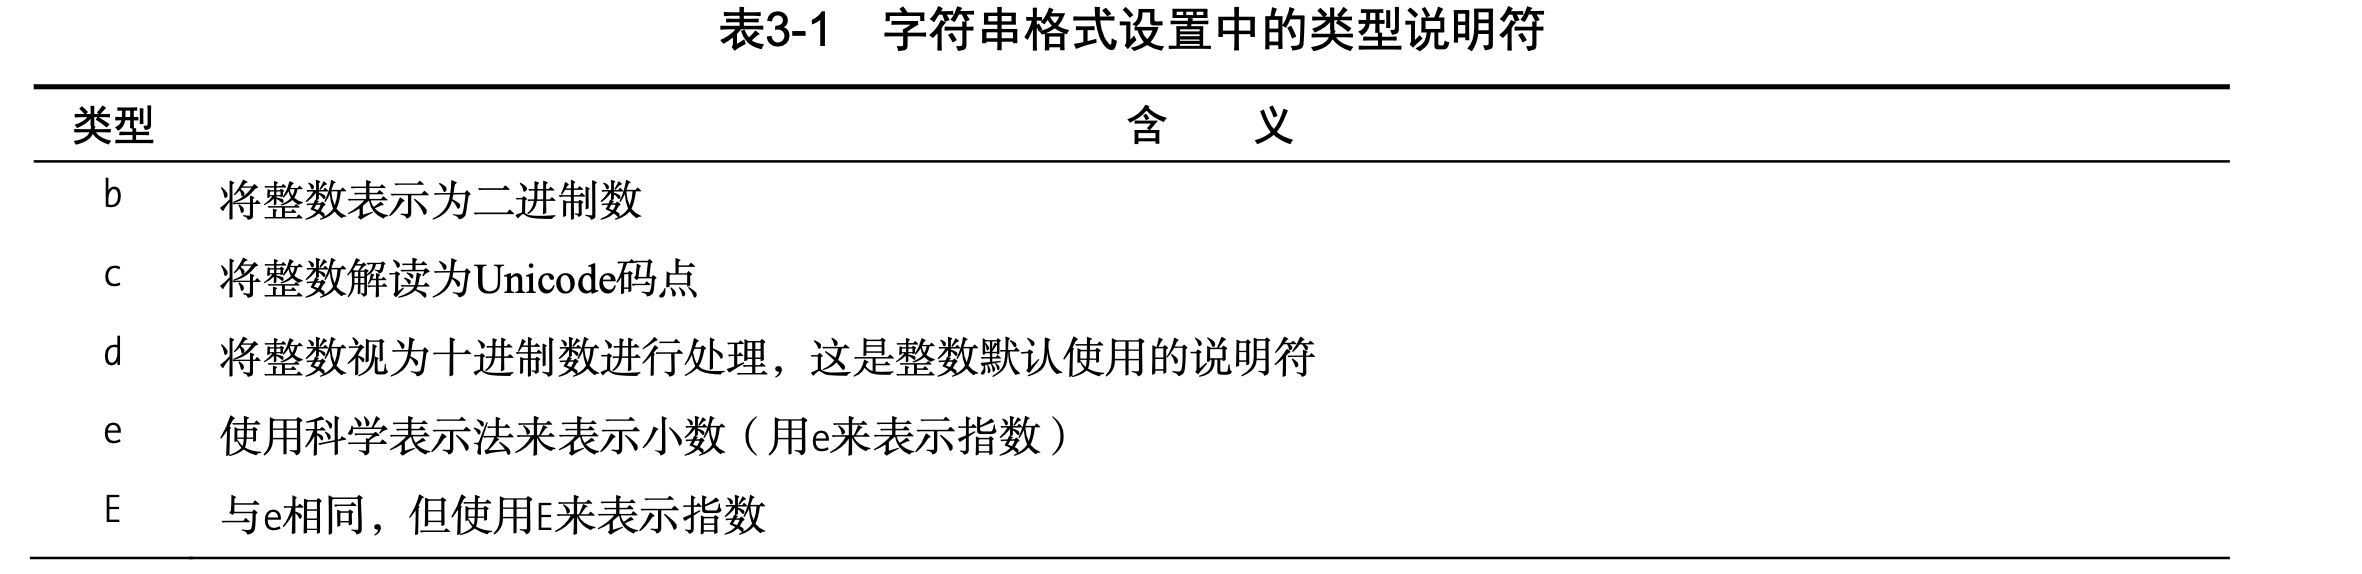 表3-1 字符串格式设置中的类型说明符
类型 含 义
b 将整数表示为二进制数
c 将整数解读为Unicode码点
d 将整数视为十进制数进行处理，这是整数默认使用的说明符
e 使用科学表示法来表示小数（用e来表示指数）
E 与e相同，但使用E来表示指数